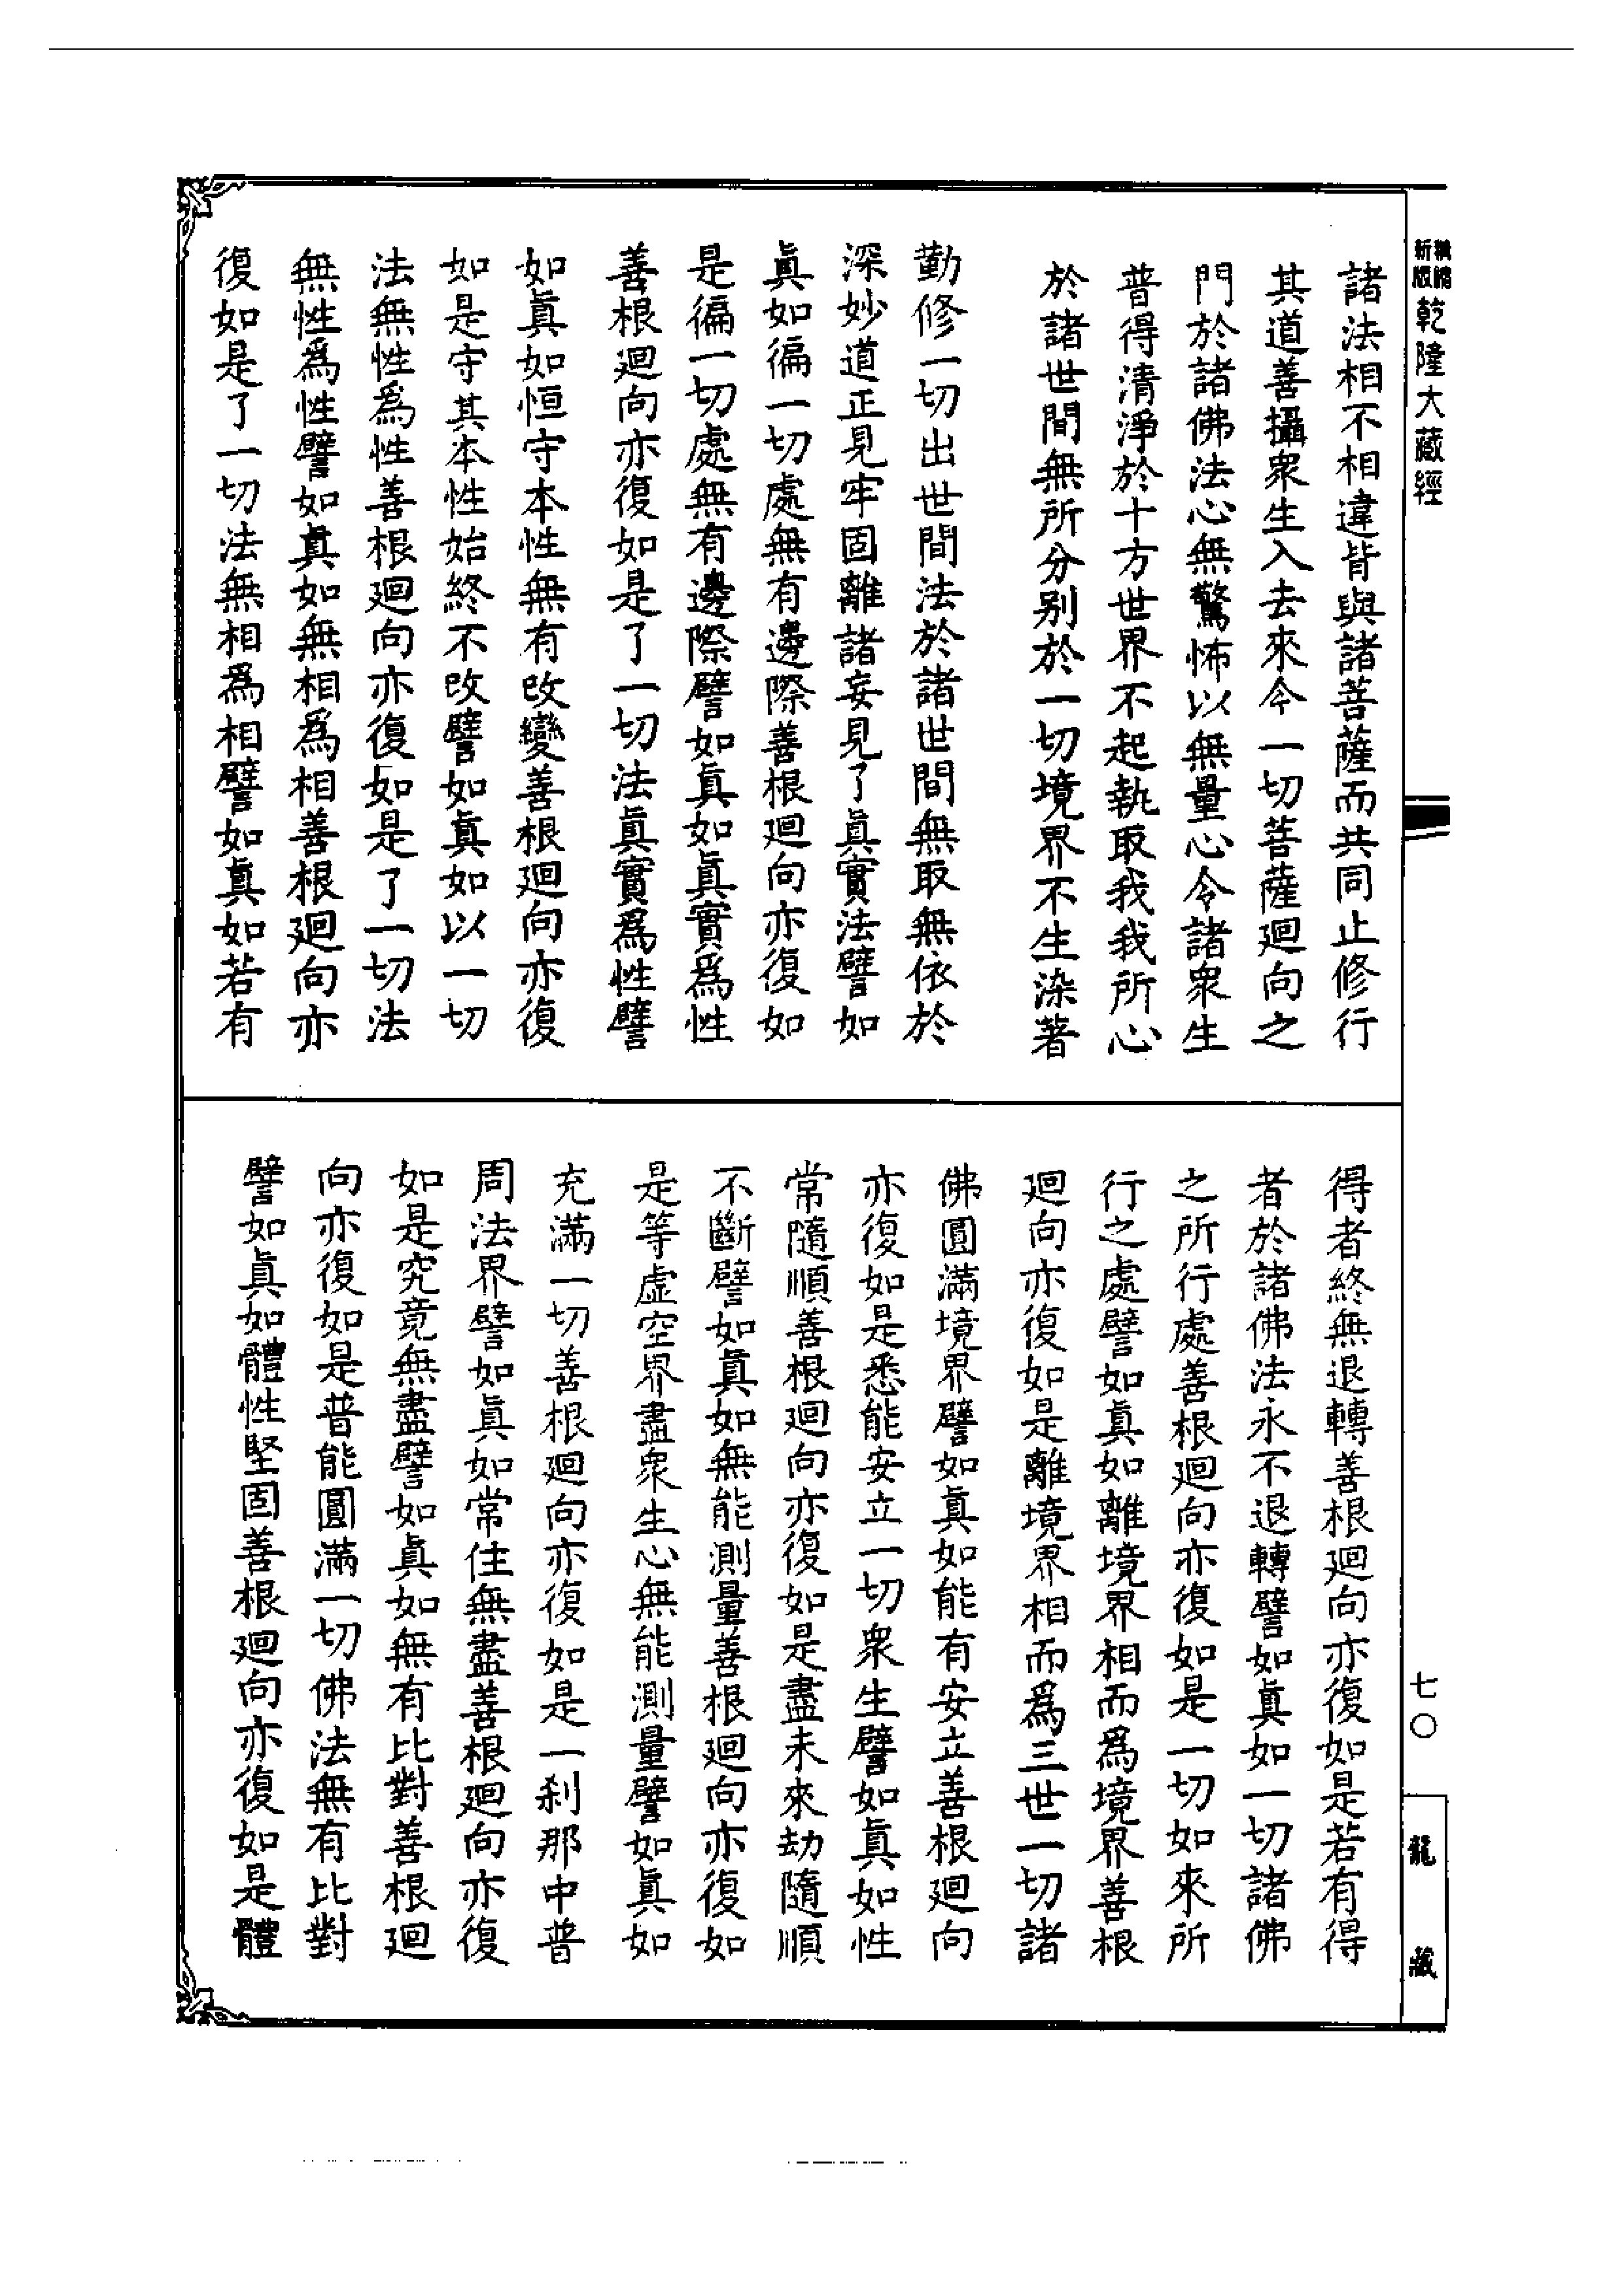 精縮
新版
乾隆大藏經
諸法相不相違背與諸菩薩而共同止修行
其道善攝衆生入去來今一切菩薩廻向之
門於諸佛法心無驚怖以無量心令諸衆生
普得清淨於十方世界不起執取我我所心
於諸世間無所分別於一切境界不生染著
勤修一切出世間法於諸世間無取無依於
深妙道正見牢固離諸妄見了眞實法譬如
眞如徧一切處無有邊際善根廻向亦復如
是徧一切處無有邊際譬如眞如眞實爲性
善根廻向亦復如是了一切法眞實爲性譬
如眞如恒守本性無有改變善根廻向亦復
如是守其本性始終不改譬如眞如以一切
法無性爲性善根廻向亦復如是了一切法
無性爲性譬如眞如無相爲相善根廻向亦
復如是了一切法無相爲相譬如眞如若有
得者終無退轉善根廻向亦復如是若有得
者於諸佛法永不退轉譬如眞如一切諸佛
之所行處善根廻向亦復如是一切如來所
行之處譬如眞如離境界相而爲境界善根
廻向亦復如是離境界相而爲三世一切諸
佛圓滿境界譬如眞如能有安立善根廻向
亦復如是悉能安立一切衆生譬如眞如性
常隨順善根廻向亦復如是盡未來劫隨順
不斷譬如眞如無能測量善根廻向亦復如
是等虛空界盡衆生心無能測量譬如眞如
充滿一切善根廻向亦復如是一刹那中普
周法界譬如眞如常住無盡善根廻向亦復
如是究竟無盡譬如眞如無有比對善根廻
向亦復如是普能圓滿一切佛法無有比對
譬如眞如體性堅固善根廻向亦復如是體
七〇
龍藏